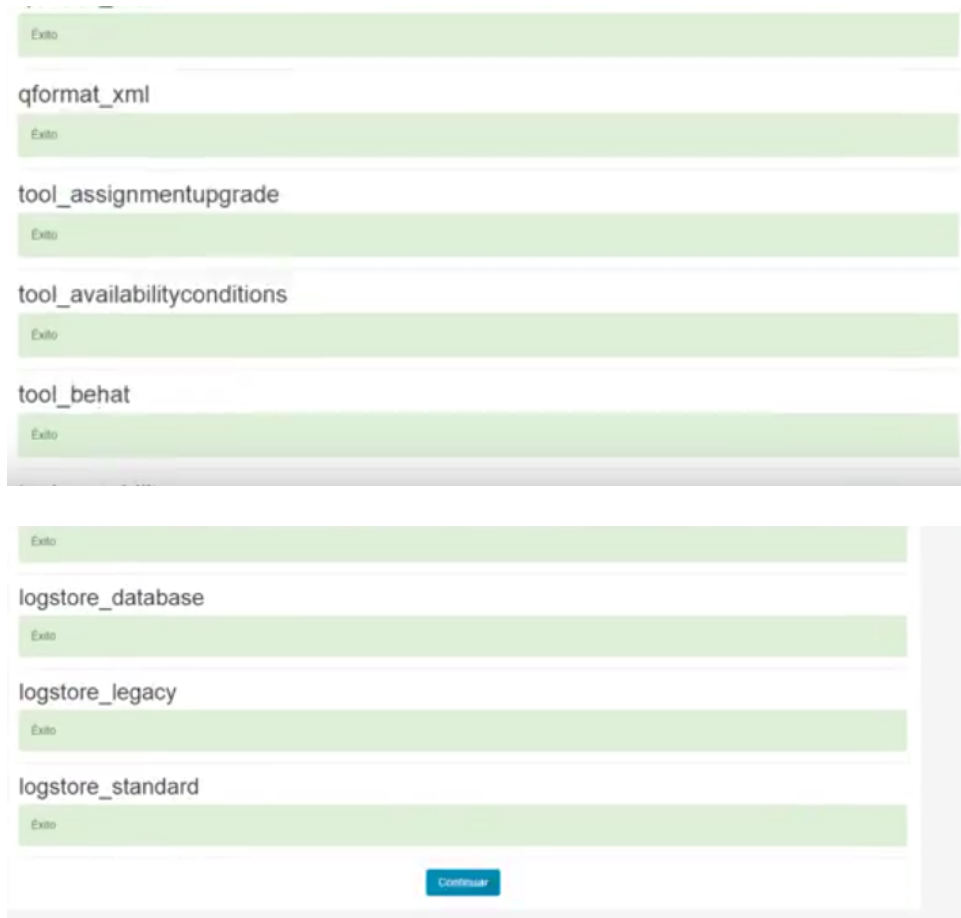 Éxito
qformat_xml
Éxito
tool_assignmentupgrade
Éxito
tool_availabilityconditions
Éxito
tool_behat
Éxito
Éxito
logstore_database
Éxito
logstore_legacy
Éxito
logstore_standard
Éxito
Continuar